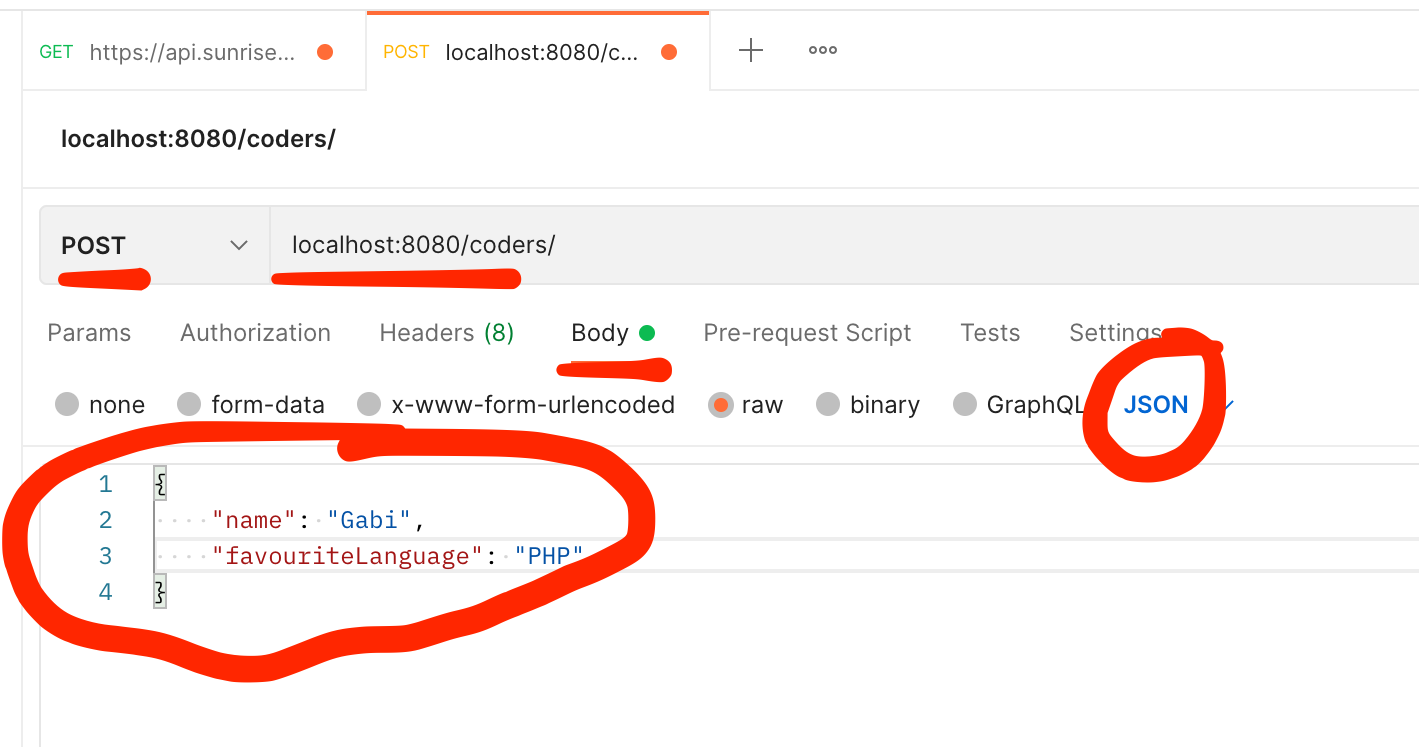 GET https://api.sunrise... POST localhost:8080/c...
localhost:8080/coders/
POST localhost:8080/coders/
Params Authorization Headers (8) Body Pre-request Script Tests Settings
none form-data x-www-form-urlencoded raw binary GraphQL JSON
1 {
2 "name": "Gabi",
3 "favouriteLanguage": "PHP"
4 }